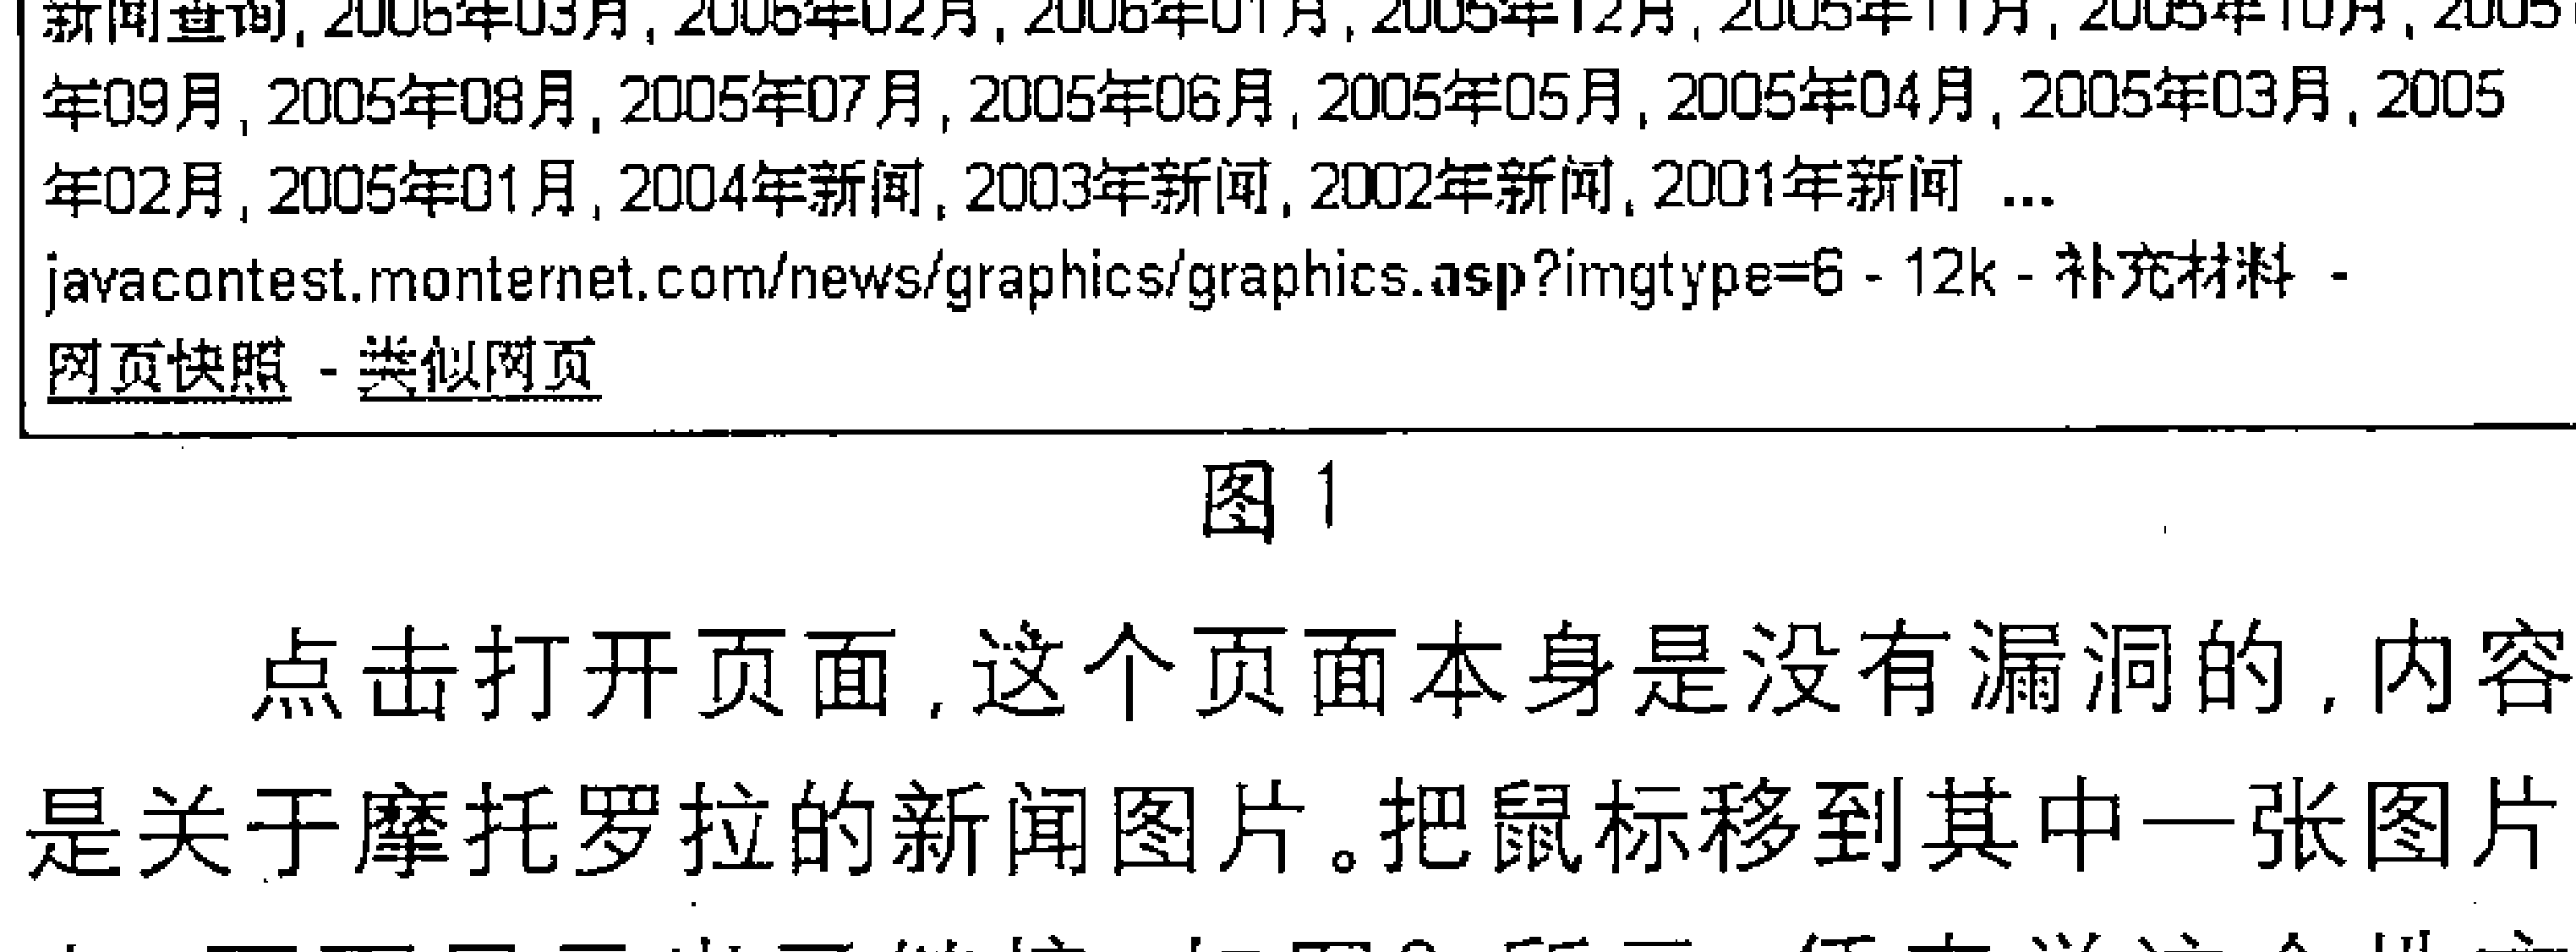 新闻查询, 2006年03月, 2006年02月, 2006年01月, 2005年12月, 2005年11月, 2005年10月, 2005
年09月, 2005年08月, 2005年07月, 2005年06月, 2005年05月, 2005年04月, 2005年03月, 2005
年02月, 2005年01月, 2004年新闻, 2003年新闻, 2002年新闻, 2001年新闻 ...
javacontest.monternet.com/news/graphics/graphics.asp?imgtype=6 - 12k - 补充材料 -
网页快照 - 类似网页
图 1
点击打开页面,这个页面本身是没有漏洞的,内容
是关于摩托罗拉的新闻图片。把鼠标移到其中一张图片